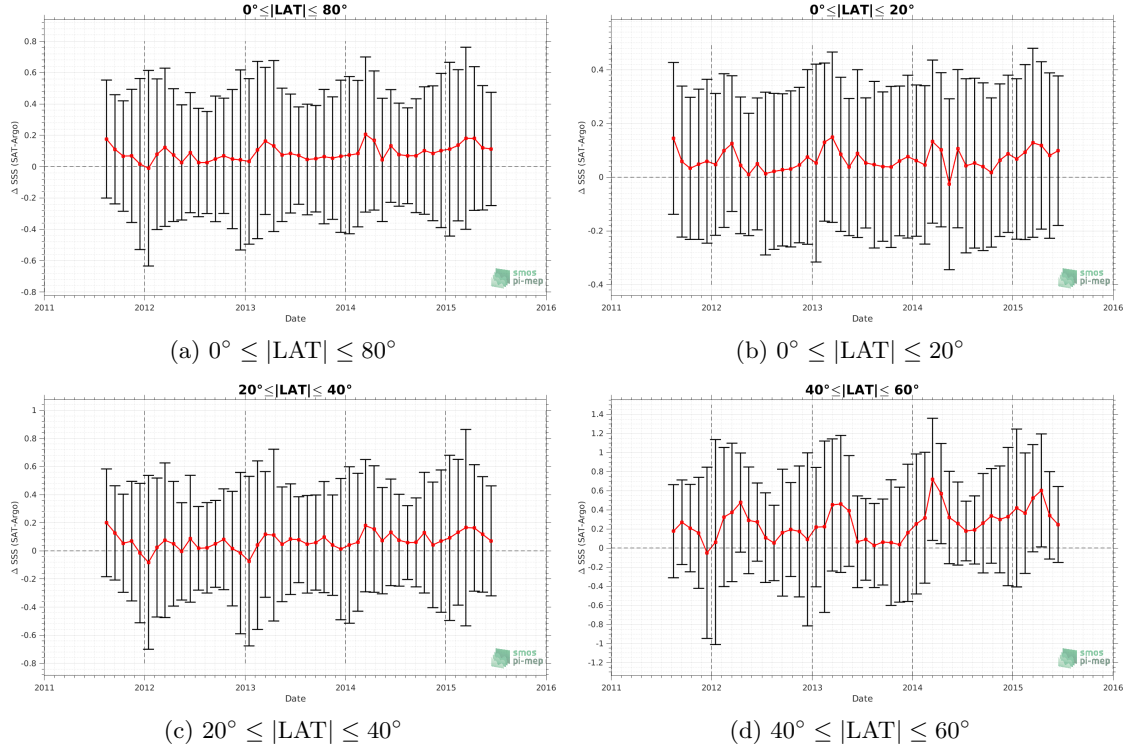 0°≤|LAT|≤ 80°
Δ SSS (SAT-Argo)
0.8
0.6
0.4
0.2
0
-0.2
-0.4
-0.6
-0.8
2011 2012 2013 2014 2015 2016
Date
smos
pi-mep
(a) 0° ≤ |LAT| ≤ 80°
0°≤|LAT|≤ 20°
Δ SSS (SAT-Argo)
0.4
0.2
0
-0.2
-0.4
2011 2012 2013 2014 2015 2016
Date
smos
pi-mep
(b) 0° ≤ |LAT| ≤ 20°
20°≤|LAT|≤ 40°
Δ SSS (SAT-Argo)
1
0.8
0.6
0.4
0.2
0
-0.2
-0.4
-0.6
-0.8
2011 2012 2013 2014 2015 2016
Date
smos
pi-mep
(c) 20° ≤ |LAT| ≤ 40°
40°≤|LAT|≤ 60°
Δ SSS (SAT-Argo)
1.4
1.2
1
0.8
0.6
0.4
0.2
0
-0.2
-0.4
-0.6
-0.8
-1
-1.2
2011 2012 2013 2014 2015 2016
Date
smos
pi-mep
(d) 40° ≤ |LAT| ≤ 60°